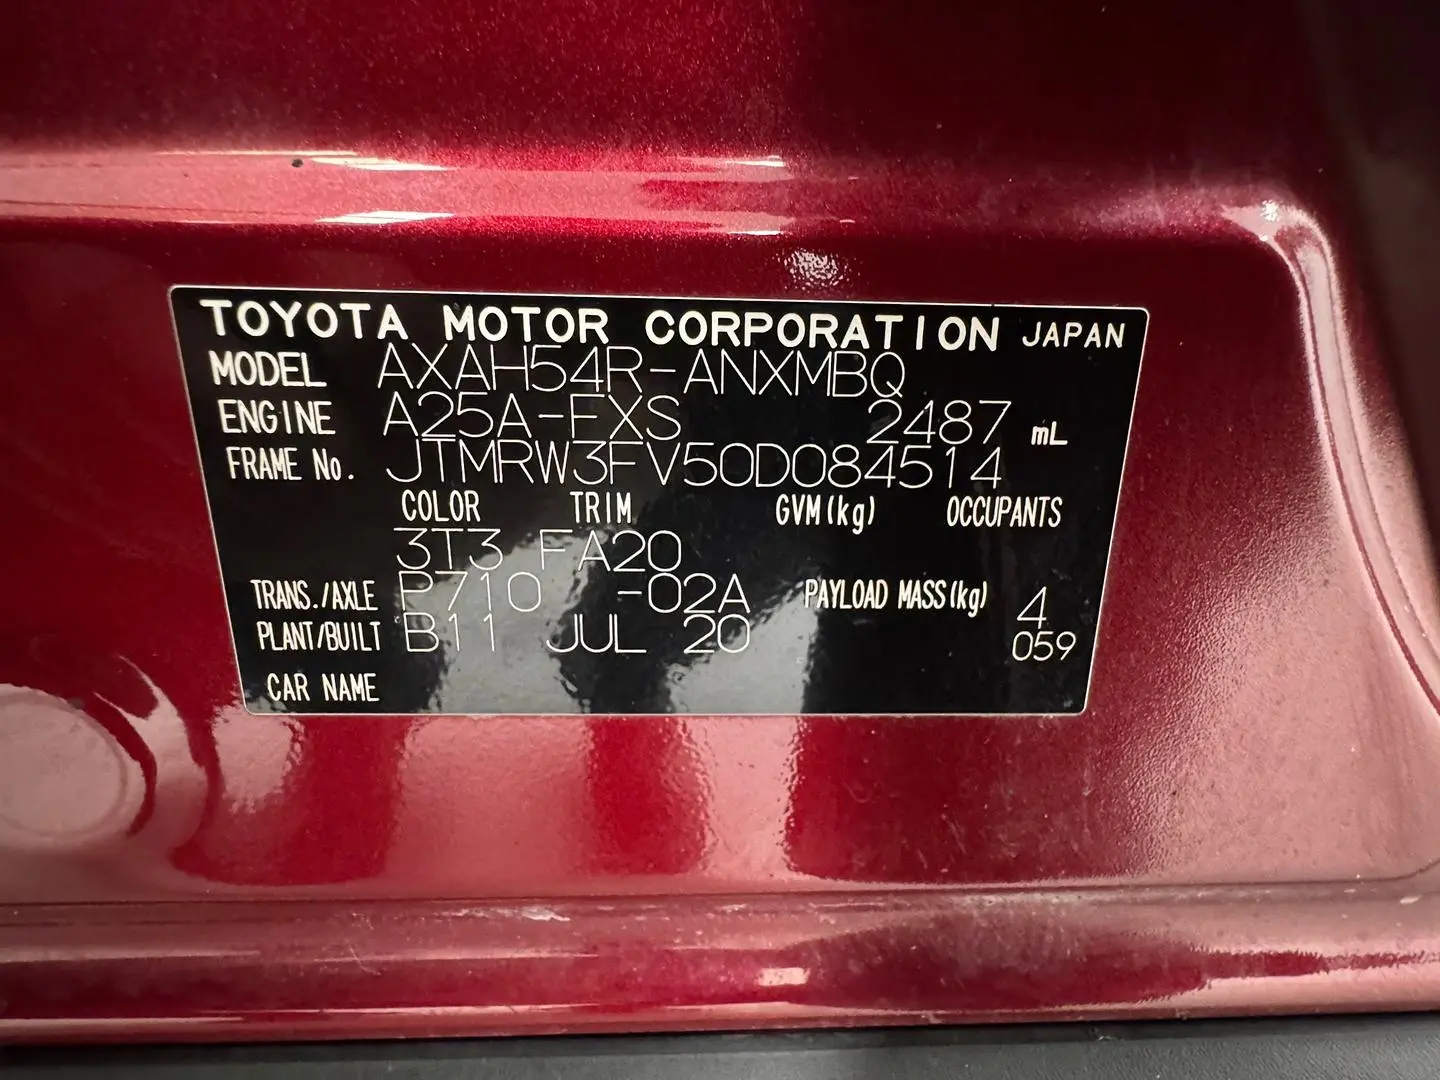 TOYOTA MOTOR CORPORATION JAPAN
MODEL AXAH54R-ANXMBQ
ENGINE A25A-FXS 2487 mL
FRAME No. JTMRW3FV50D084514
COLOR TRIM GVM(kg) OCCUPANTS
3T3 FA20
TRANS./AXLE P710 -02A PAYLOAD MASS(kg) 4
PLANT/BUILT B11 JUL 20 059
CAR NAME